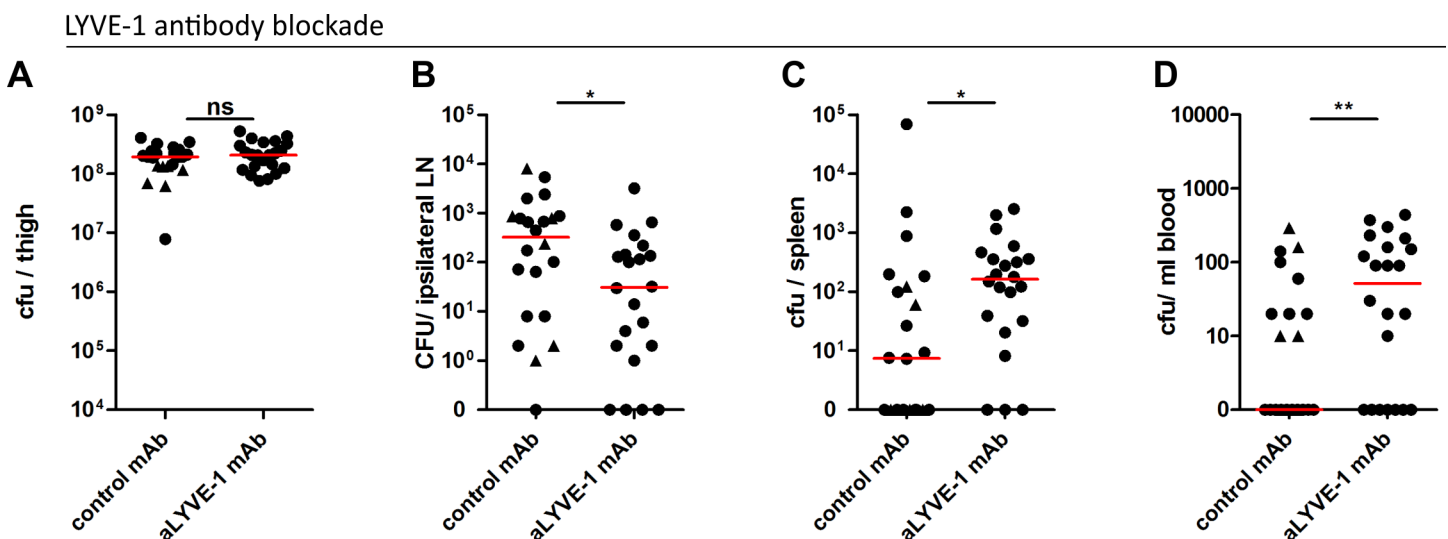 LYVE-1 antibody blockade
A
ns
cfu / thigh
10⁹
10⁸
10⁷
10⁶
10⁵
10⁴
control mAb
aLYVE-1 mAb
B
*
CFU/ ipsilateral LN
10⁵
10⁴
10³
10²
10¹
10⁰
0
control mAb
aLYVE-1 mAb
C
*
cfu / spleen
10⁵
10⁴
10³
10²
10¹
0
control mAb
aLYVE-1 mAb
D
**
cfu/ ml blood
10000
1000
100
10
0
control mAb
aLYVE-1 mAb